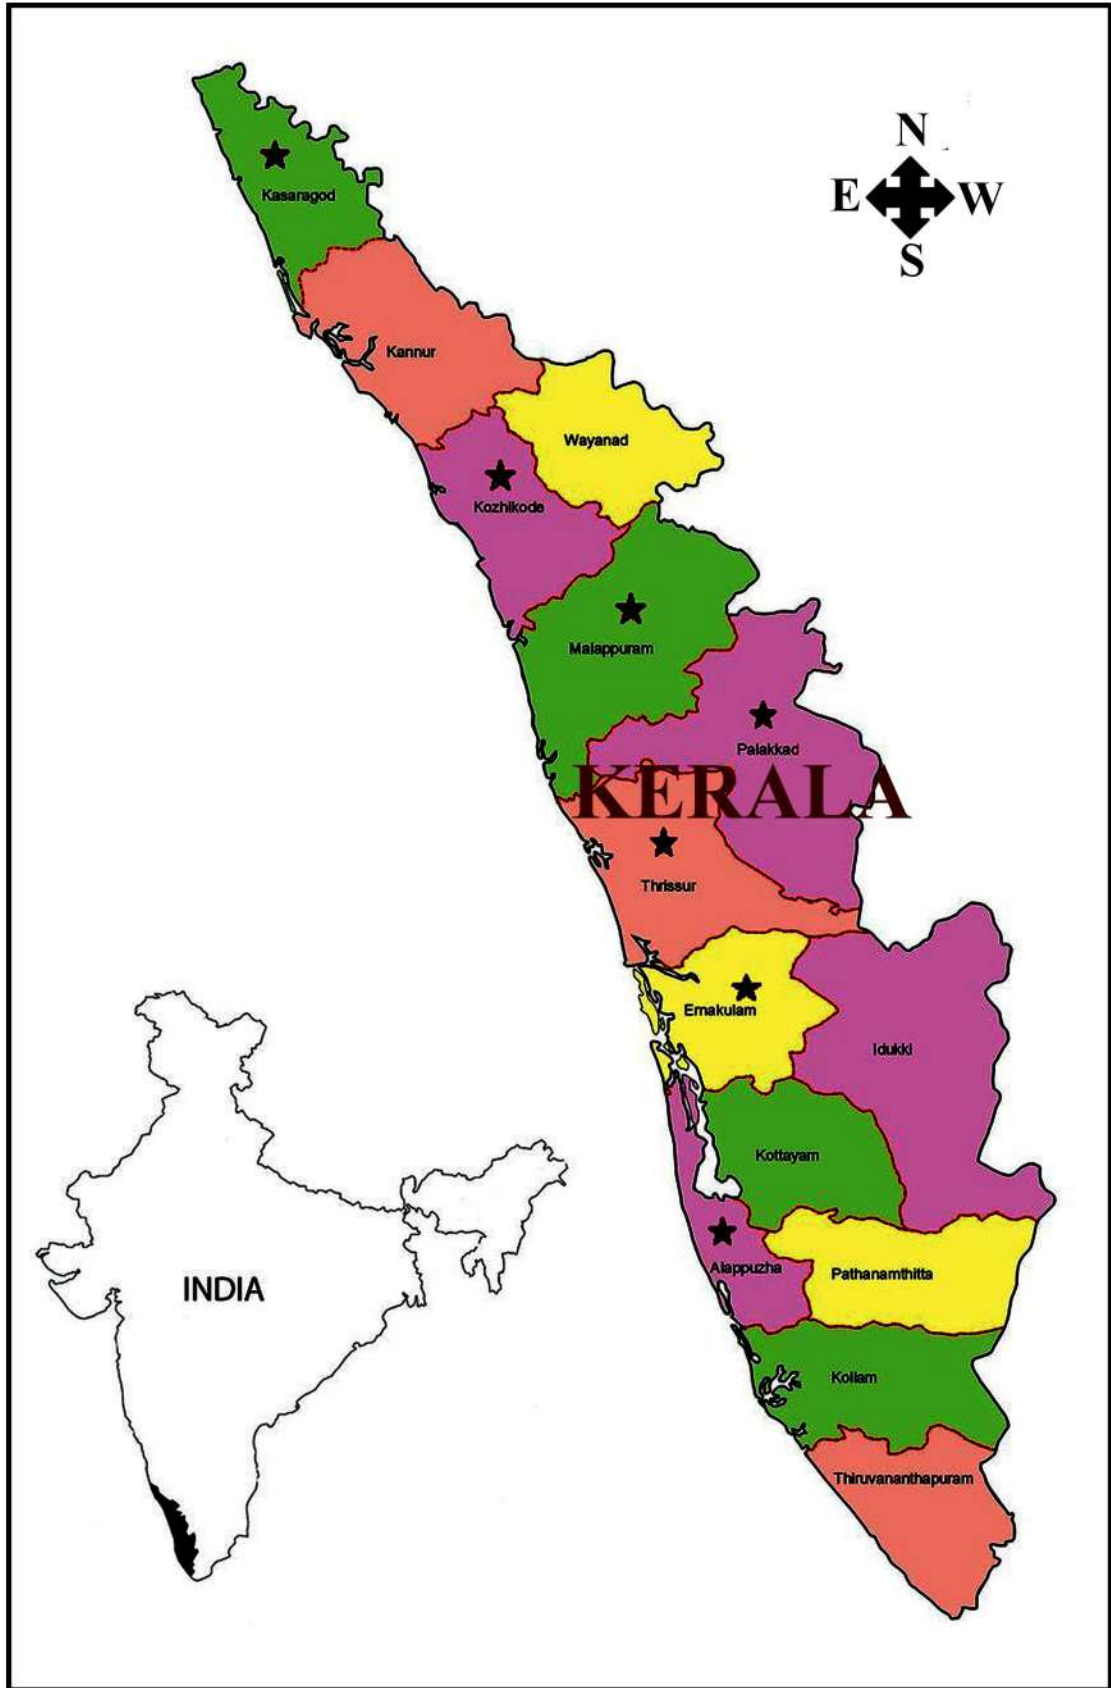 N
E W
S
Kasaragod
Kannur
Wayanad
Kozhikode
Malappuram
Palakkad
KERALA
Thrissur
Ernakulam
Idukki
Kottayam
Alappuzha
Pathanamthitta
INDIA
Kollam
Thiruvananthapuram